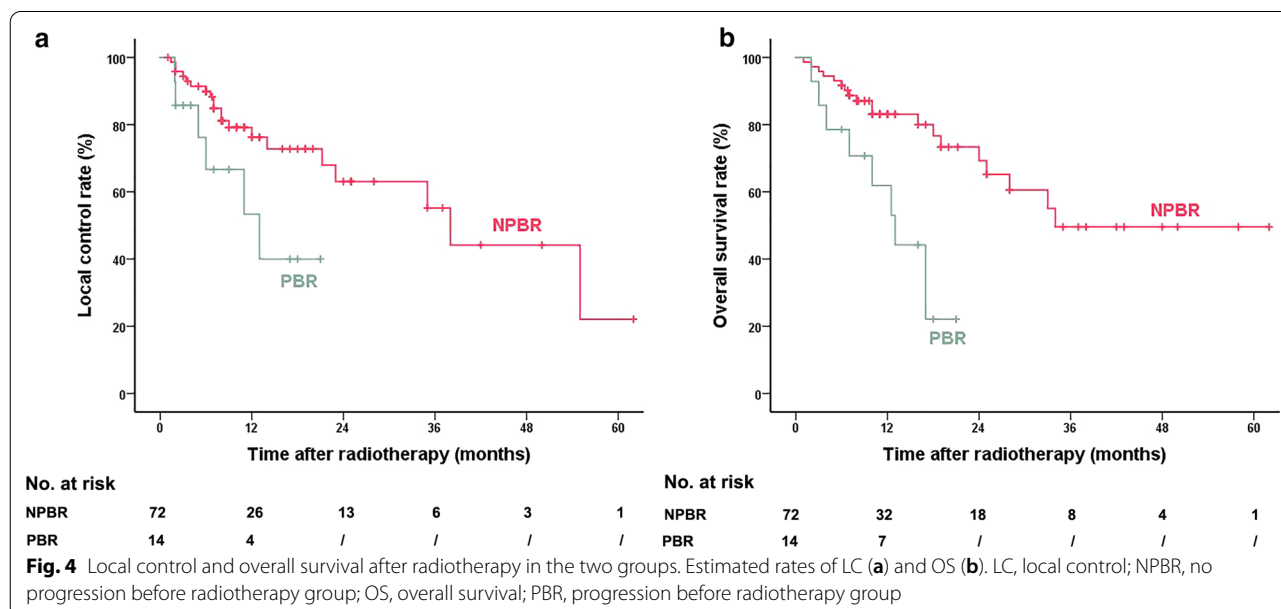 a
b
100
80
60
40
20
0
Local control rate (%)
NPBR
PBR
0 12 24 36 48 60
Time after radiotherapy (months)
100
80
60
40
20
0
Overall survival rate (%)
NPBR
PBR
0 12 24 36 48 60
Time after radiotherapy (months)
No. at risk
NPBR 72 26 13 6 3 1
PBR 14 4 / / / /
No. at risk
NPBR 72 32 18 8 4 1
PBR 14 7 / / / /
Fig. 4 Local control and overall survival after radiotherapy in the two groups. Estimated rates of LC (a) and OS (b). LC, local control; NPBR, no
progression before radiotherapy group; OS, overall survival; PBR, progression before radiotherapy group